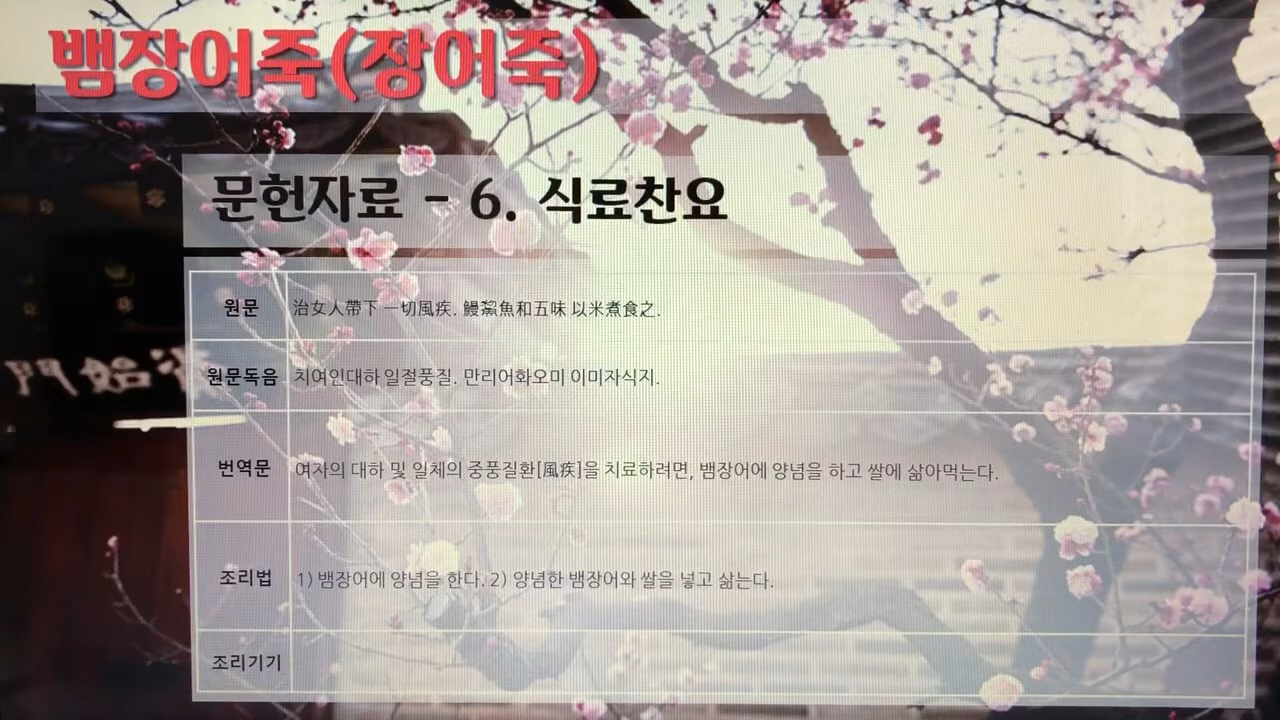 뱀장어죽(장어죽)
문헌자료 - 6. 식료찬요
원문 治女人帶下 一切風疾. 鰻鱺魚和五味 以米煮食之.
원문독음 치여인대하 일절풍질. 만리어화오미 이미자식지.
번역문 여자의 대하 및 일체의 중풍질환[風疾]을 치료하려면, 뱀장어에 양념을 하고 쌀에 삶아먹는다.
조리법 1) 뱀장어에 양념을 한다. 2) 양념한 뱀장어와 쌀을 넣고 삶는다.
조리기기
門始